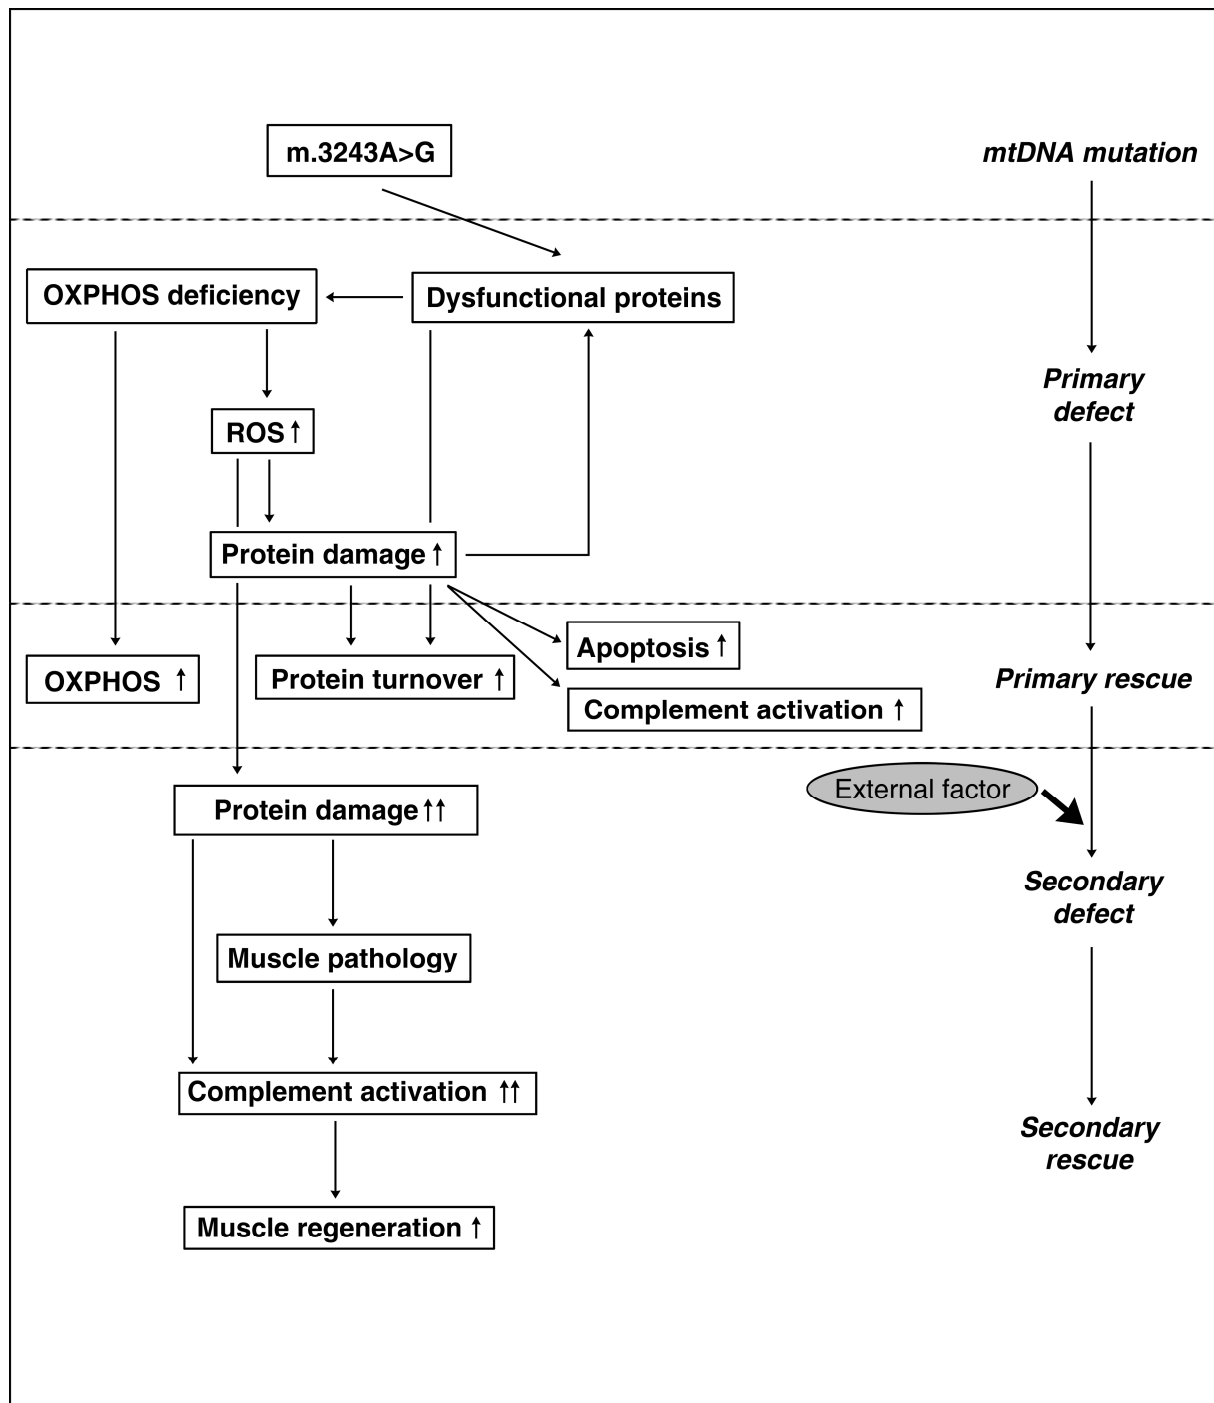 m.3243A>G
mtDNA mutation
OXPHOS deficiency
Dysfunctional proteins
Primary
defect
ROS ↑
Protein damage ↑
Apoptosis ↑
OXPHOS ↑
Protein turnover ↑
Primary rescue
Complement activation ↑
External factor
Protein damage ↑↑
Secondary
defect
Muscle pathology
Complement activation ↑↑
Secondary
rescue
Muscle regeneration ↑